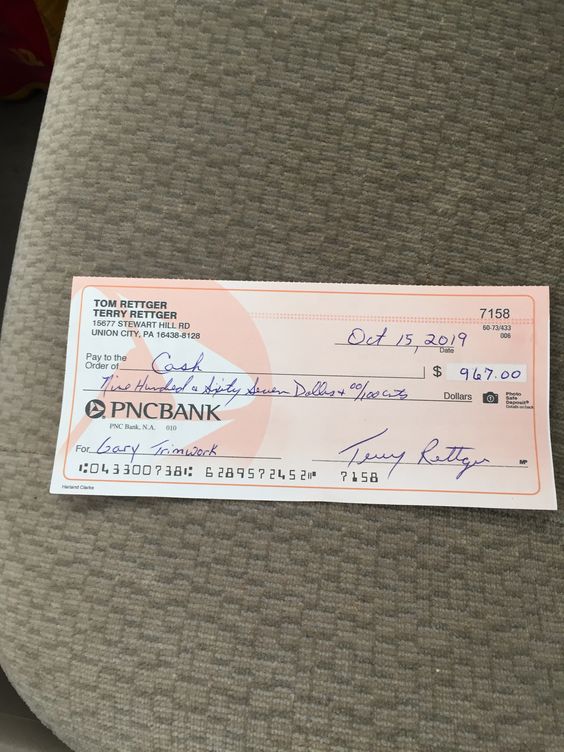 TOM RETTGER
TERRY RETTGER
15677 STEWART HILL RD
UNION CITY, PA 16438-8128
7158
60-73/433
006
Oct 15, 2019
Date
Pay to the
Order of Cash $ 967.00
Nine Hundred & Sixty Seven Dollars + 00/100 cents Dollars
Photo
Safe
Deposit®
Details on back
PNCBANK
PNC Bank, N.A. 010
For Gary Trimwork Terry Rettger MP
⑆043300738⑆ 6289572452⑈ 7158
Harland Clarke